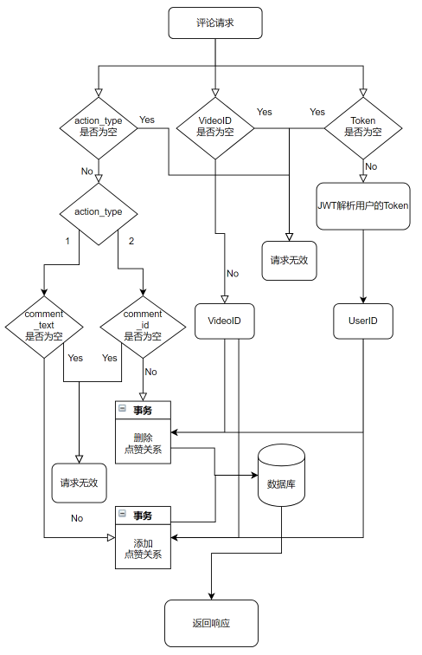 评论请求
action_type
是否为空
Yes
VideoID
是否为空
Yes
Yes
Token
是否为空
No
No
action_type
JWT解析用户的Token
1
2
请求无效
No
comment
_text
是否为空
comment
_id
是否为空
VideoID
UserID
Yes
Yes
No
事务
删除
点赞关系
请求无效
数据库
事务
No
添加
点赞关系
返回响应